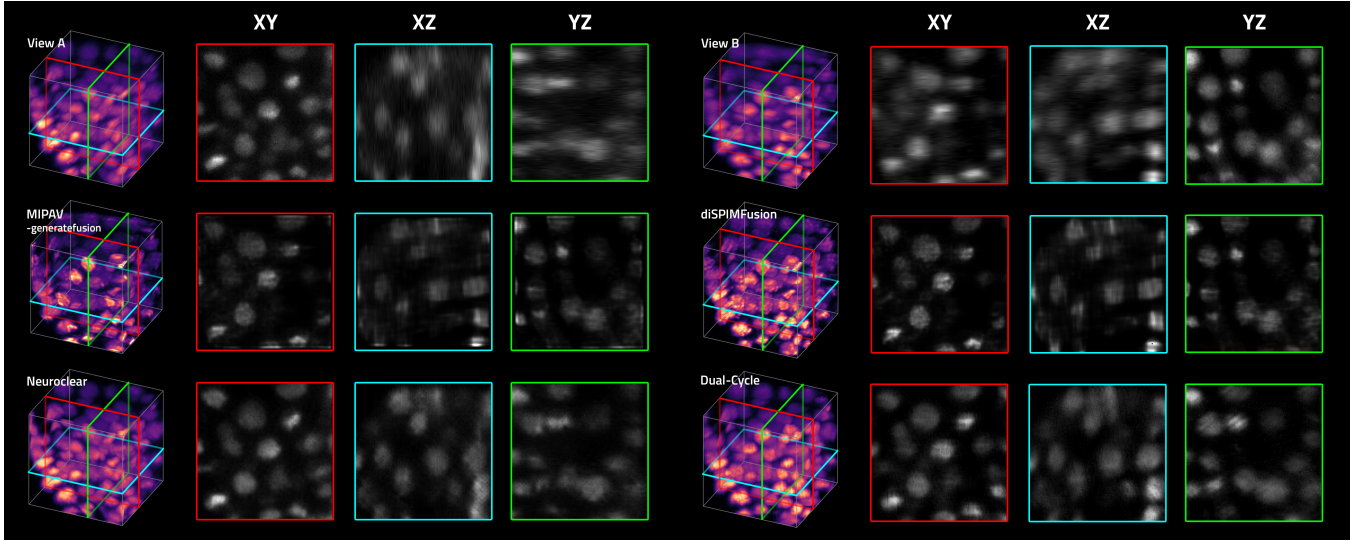 XY XZ YZ XY XZ YZ
View A
View B
MIPAV
-generatefusion
diSPIMFusion
Neuroclear
Dual-Cycle